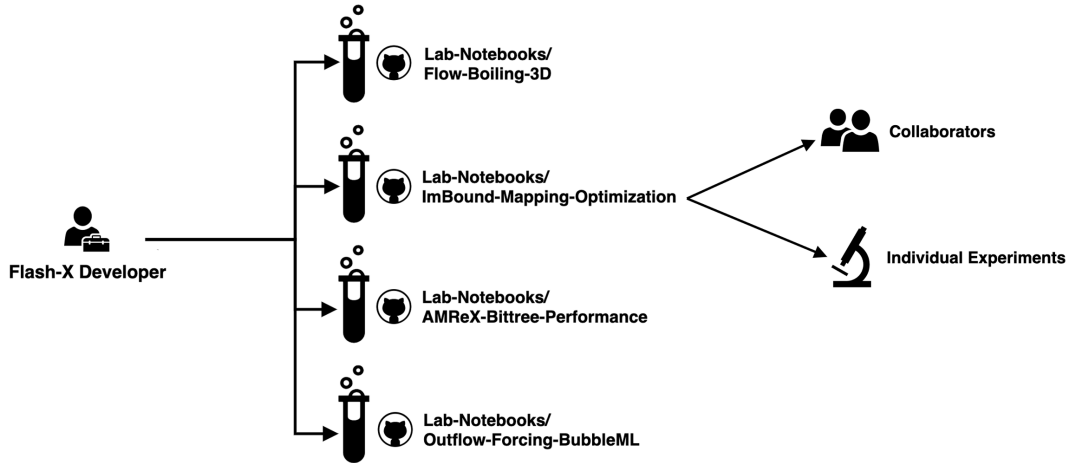 Lab-Notebooks/
Flow-Boiling-3D
Lab-Notebooks/
ImBound-Mapping-Optimization
Collaborators
Flash-X Developer
Individual Experiments
Lab-Notebooks/
AMReX-Bittree-Performance
Lab-Notebooks/
Outflow-Forcing-BubbleML